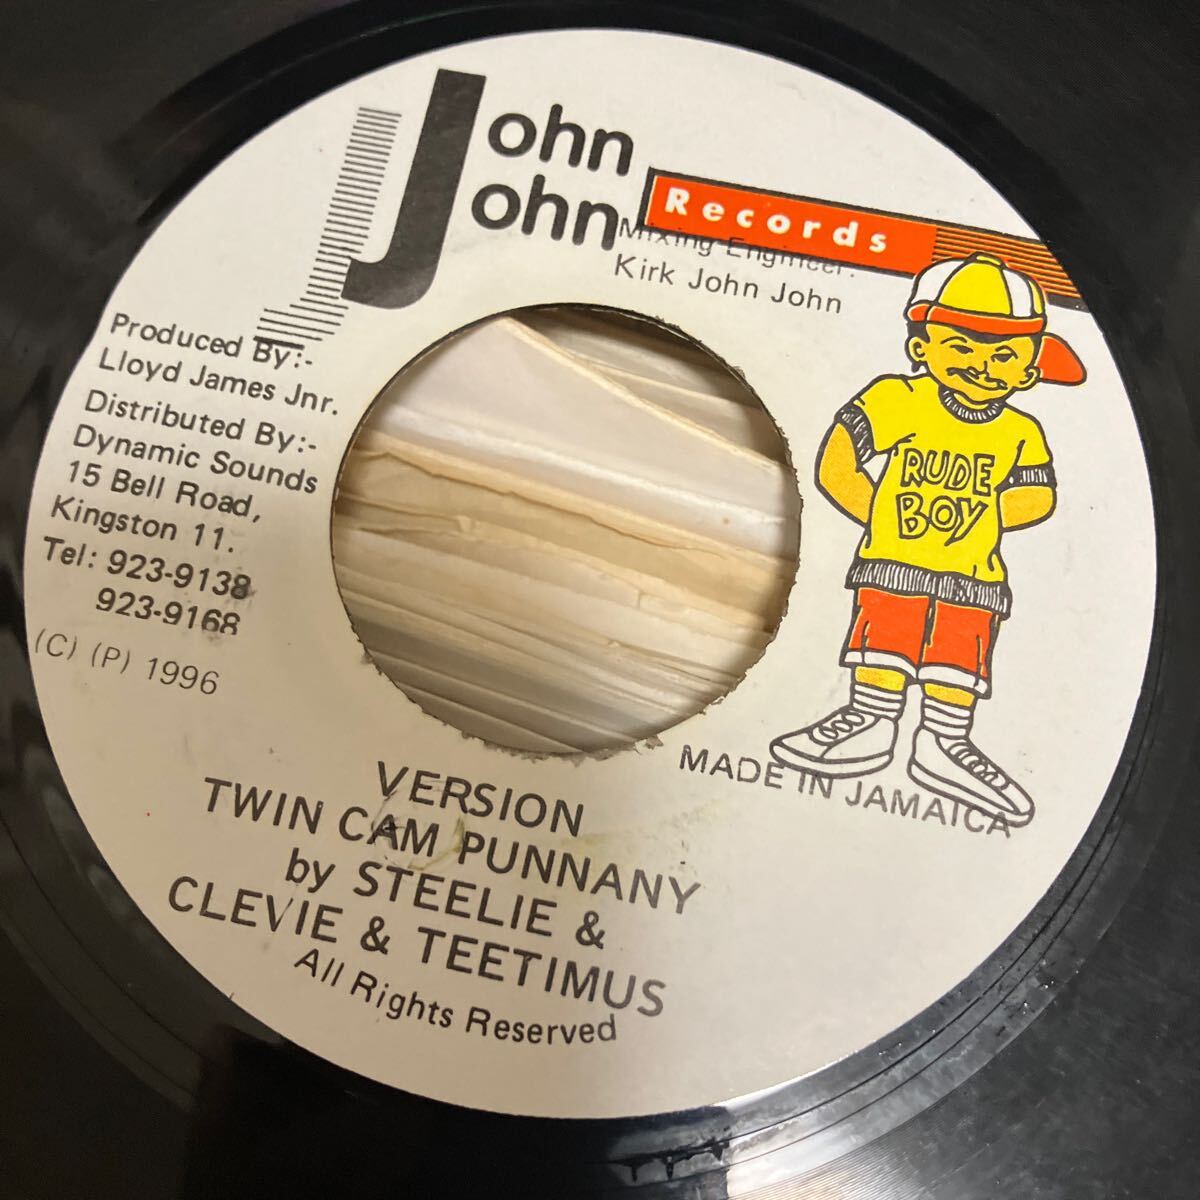 John
John
Records
Mixing Engineer:
Kirk John John
Produced By:-
Lloyd James Jnr.
Distributed By:-
Dynamic Sounds
15 Bell Road,
Kingston 11.
Tel: 923-9138
923-9168
(C) (P) 1996
RUDE
BOY
MADE IN JAMAICA
VERSION
TWIN CAM PUNNANY
by STEELIE &
CLEVIE & TEETIMUS
All Rights Reserved